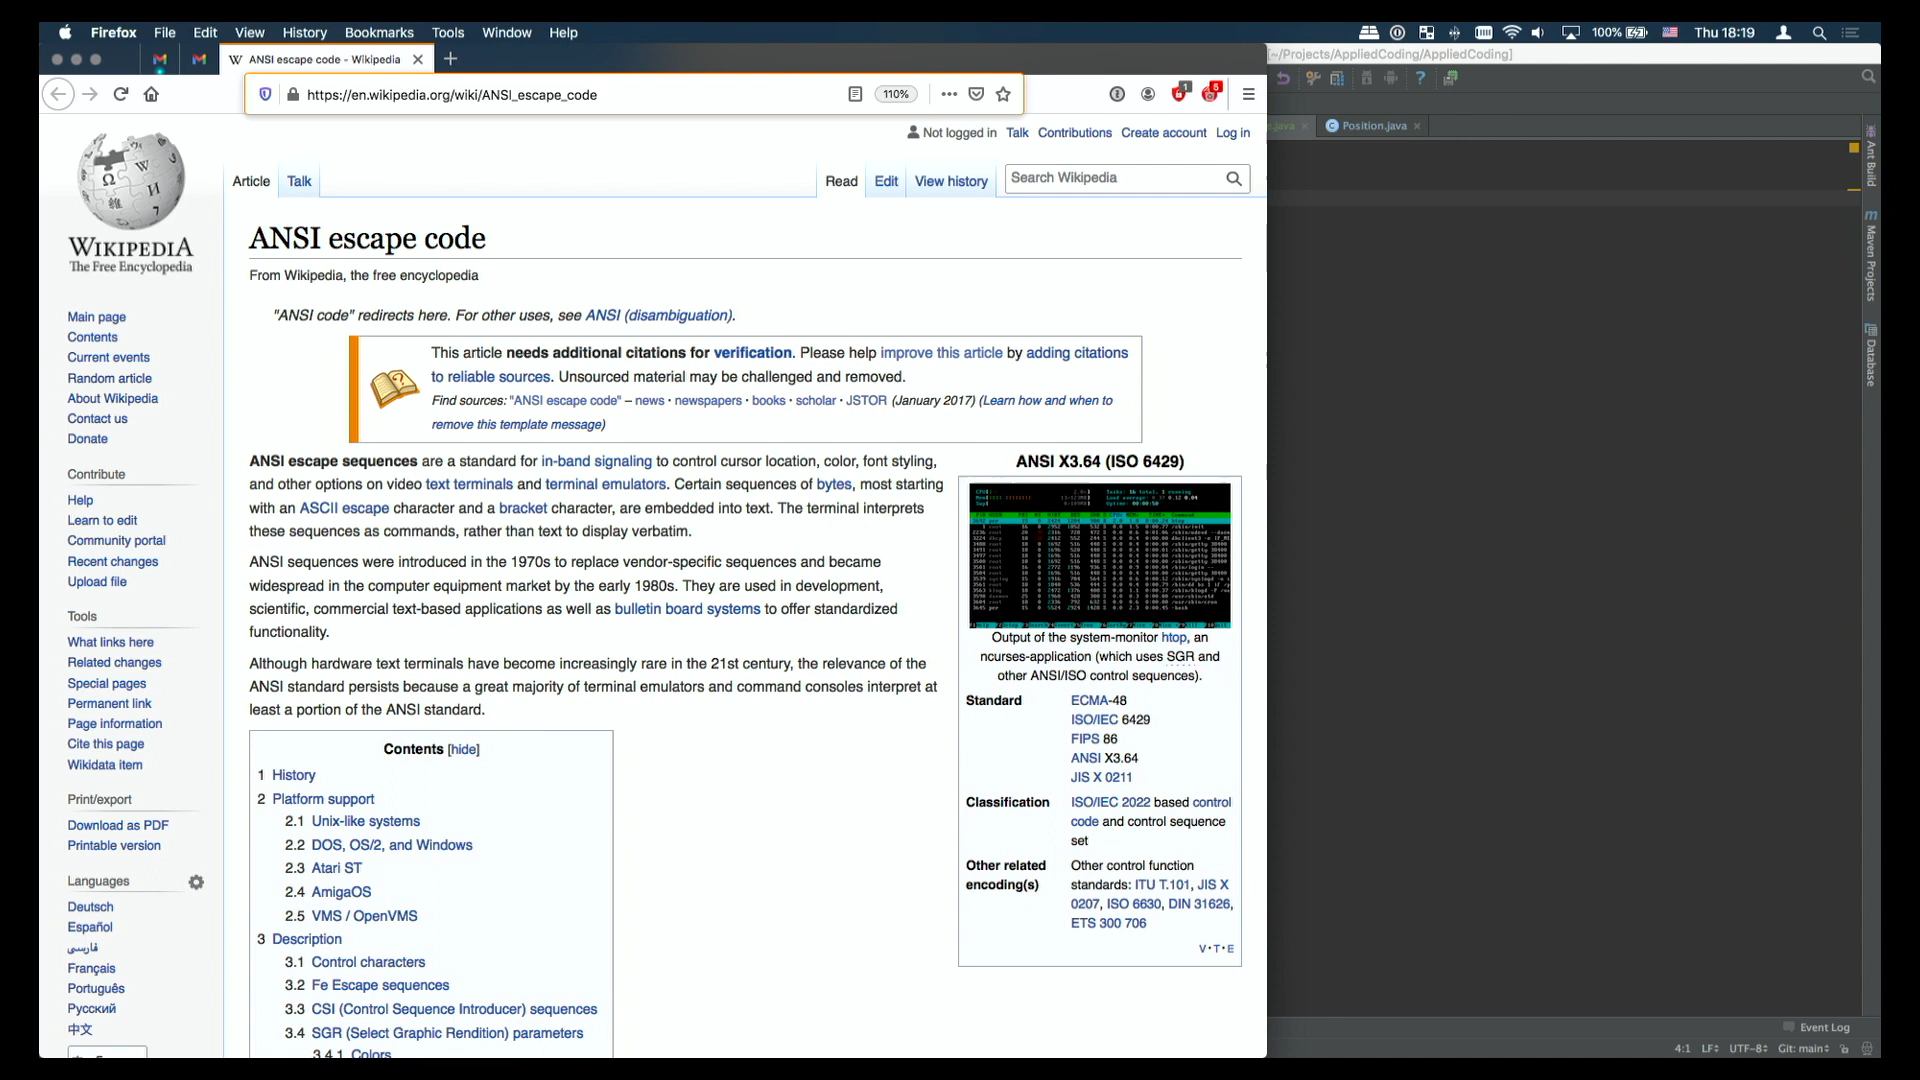 Firefox File Edit View History Bookmarks Tools Window Help
100% Thu 18:19
ANSI escape code - Wikipedia
[~/Projects/AppliedCoding/AppliedCoding]
https://en.wikipedia.org/wiki/ANSI_escape_code
110%
1
5
Position.java
Ant Build
Maven Projects
Database
Not logged in Talk Contributions Create account Log in
Article Talk Read Edit View history Search Wikipedia
WIKIPEDIA
The Free Encyclopedia
Main page
Contents
Current events
Random article
About Wikipedia
Contact us
Donate
Contribute
Help
Learn to edit
Community portal
Recent changes
Upload file
Tools
What links here
Related changes
Special pages
Permanent link
Page information
Cite this page
Wikidata item
Print/export
Download as PDF
Printable version
Languages
Deutsch
Español
فارسی
Français
Português
Русский
中文
ANSI escape code
From Wikipedia, the free encyclopedia
"ANSI code" redirects here. For other uses, see ANSI (disambiguation).
This article needs additional citations for verification. Please help improve this article by adding citations
to reliable sources. Unsourced material may be challenged and removed.
Find sources: "ANSI escape code" – news · newspapers · books · scholar · JSTOR (January 2017) (Learn how and when to
remove this template message)
ANSI escape sequences are a standard for in-band signaling to control cursor location, color, font styling,
and other options on video text terminals and terminal emulators. Certain sequences of bytes, most starting
with an ASCII escape character and a bracket character, are embedded into text. The terminal interprets
these sequences as commands, rather than text to display verbatim.
ANSI sequences were introduced in the 1970s to replace vendor-specific sequences and became
widespread in the computer equipment market by the early 1980s. They are used in development,
scientific, commercial text-based applications as well as bulletin board systems to offer standardized
functionality.
Although hardware text terminals have become increasingly rare in the 21st century, the relevance of the
ANSI standard persists because a great majority of terminal emulators and command consoles interpret at
least a portion of the ANSI standard.
Contents [hide]
1 History
2 Platform support
2.1 Unix-like systems
2.2 DOS, OS/2, and Windows
2.3 Atari ST
2.4 AmigaOS
2.5 VMS / OpenVMS
3 Description
3.1 Control characters
3.2 Fe Escape sequences
3.3 CSI (Control Sequence Introducer) sequences
3.4 SGR (Select Graphic Rendition) parameters
3.4.1 Colors
ANSI X3.64 (ISO 6429)
Output of the system-monitor htop, an
ncurses-application (which uses SGR and
other ANSI/ISO control sequences).
Standard ECMA-48
ISO/IEC 6429
FIPS 86
ANSI X3.64
JIS X 0211
Classification ISO/IEC 2022 based control
code and control sequence
set
Other related Other control function
encoding(s) standards: ITU T.101, JIS X
0207, ISO 6630, DIN 31626,
ETS 300 706
V·T·E
Event Log
4:1 LF UTF-8 Git: main